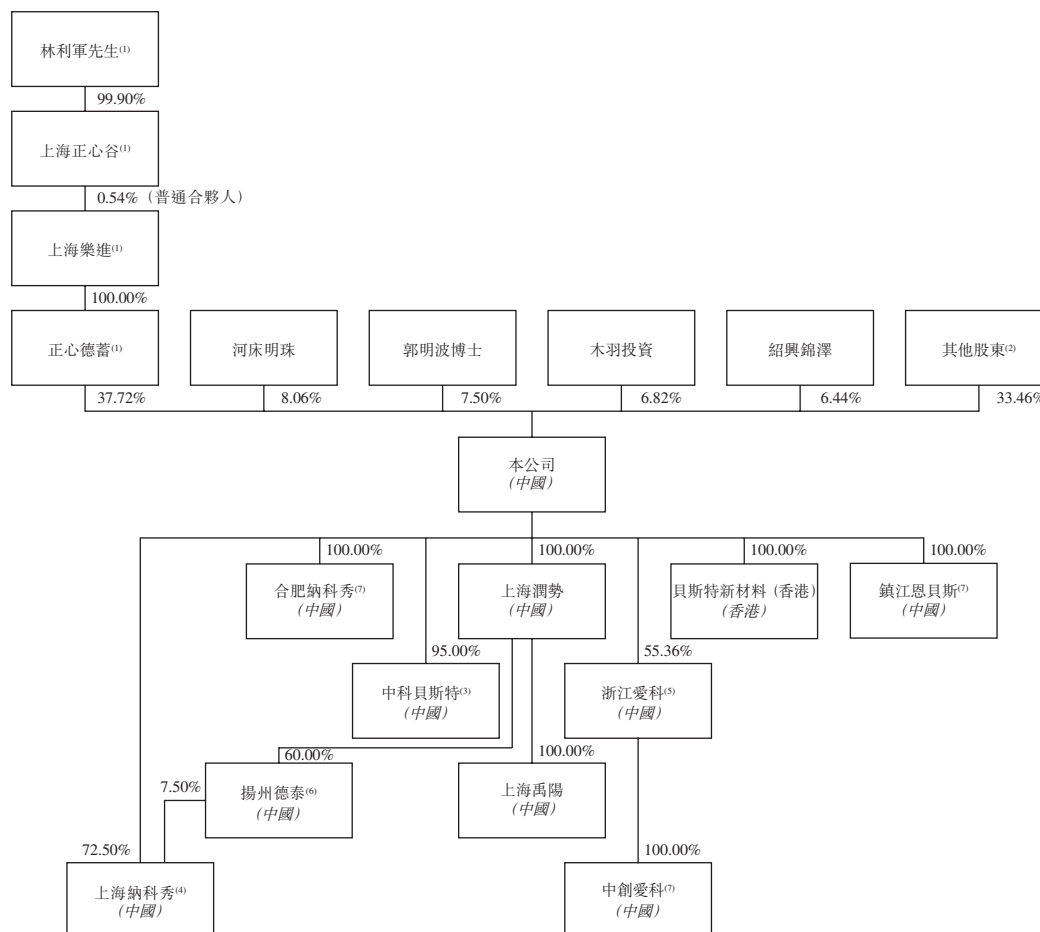 林利軍先生(1)
99.90%
上海正心谷(1)
0.54%（普通合夥人）
上海樂進(1)
100.00%
正心德蓄(1)
河床明珠
郭明波博士
木羽投資
紹興錦澤
其他股東(2)
37.72%
8.06%
7.50%
6.82%
6.44%
33.46%
本公司
（中國）
100.00%
100.00%
100.00%
100.00%
合肥納科秀(7)
（中國）
上海潤勢
（中國）
貝斯特新材料（香港）
（香港）
鎮江恩貝斯(7)
（中國）
95.00%
55.36%
中科貝斯特(3)
（中國）
浙江愛科(5)
（中國）
60.00%
100.00%
7.50%
揚州德泰(6)
（中國）
上海禹陽
（中國）
72.50%
100.00%
上海納科秀(4)
（中國）
中創愛科(7)
（中國）